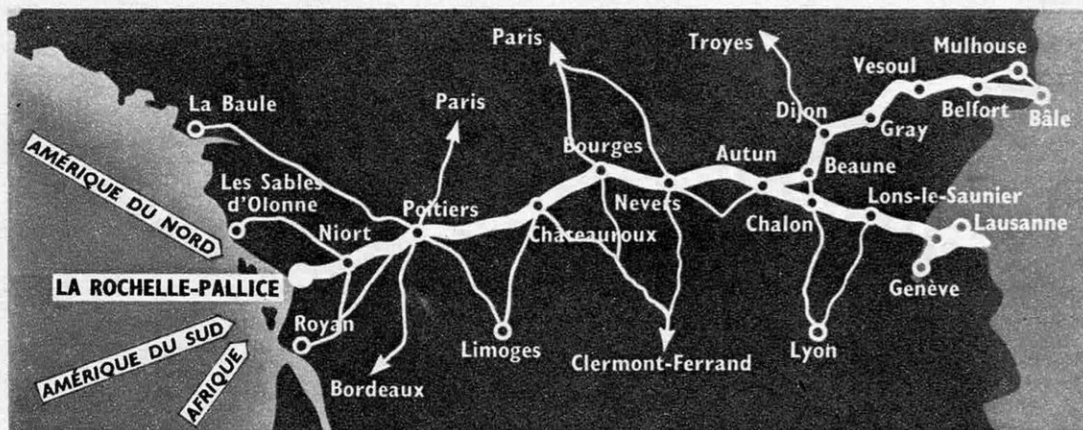 Paris
Troyes
Mulhouse
Vesoul
La Baule
Paris
Dijon
Belfort
Gray
Bâle
AMÉRIQUE DU NORD
Bourges
Autun
Beaune
Les Sables
d'Olonne
Poitiers
Nevers
Lons-le-Saunier
Niort
Châteauroux
Chalon
Lausanne
LA ROCHELLE-PALLICE
Genève
Royan
AMÉRIQUE DU SUD
Limoges
Clermont-Ferrand
Lyon
AFRIQUE
Bordeaux